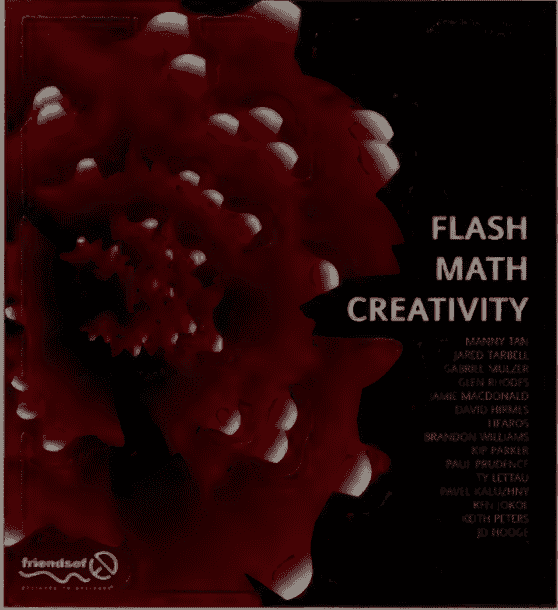 FLASH
MATH
CREATIVITY
MANNY TAN
JARED TARBELL
GABRIEL MULZER
GLEN RHODES
JAMIE MACDONALD
DAVID HIRMES
LIFAROS
BRANDON WILLIAMS
KIP PARKER
PAUL PRUDENCE
TY LETTAU
PAVEL KALUZHNY
KEN JOKOL
KEITH PETERS
JD HOOGE
friendsof